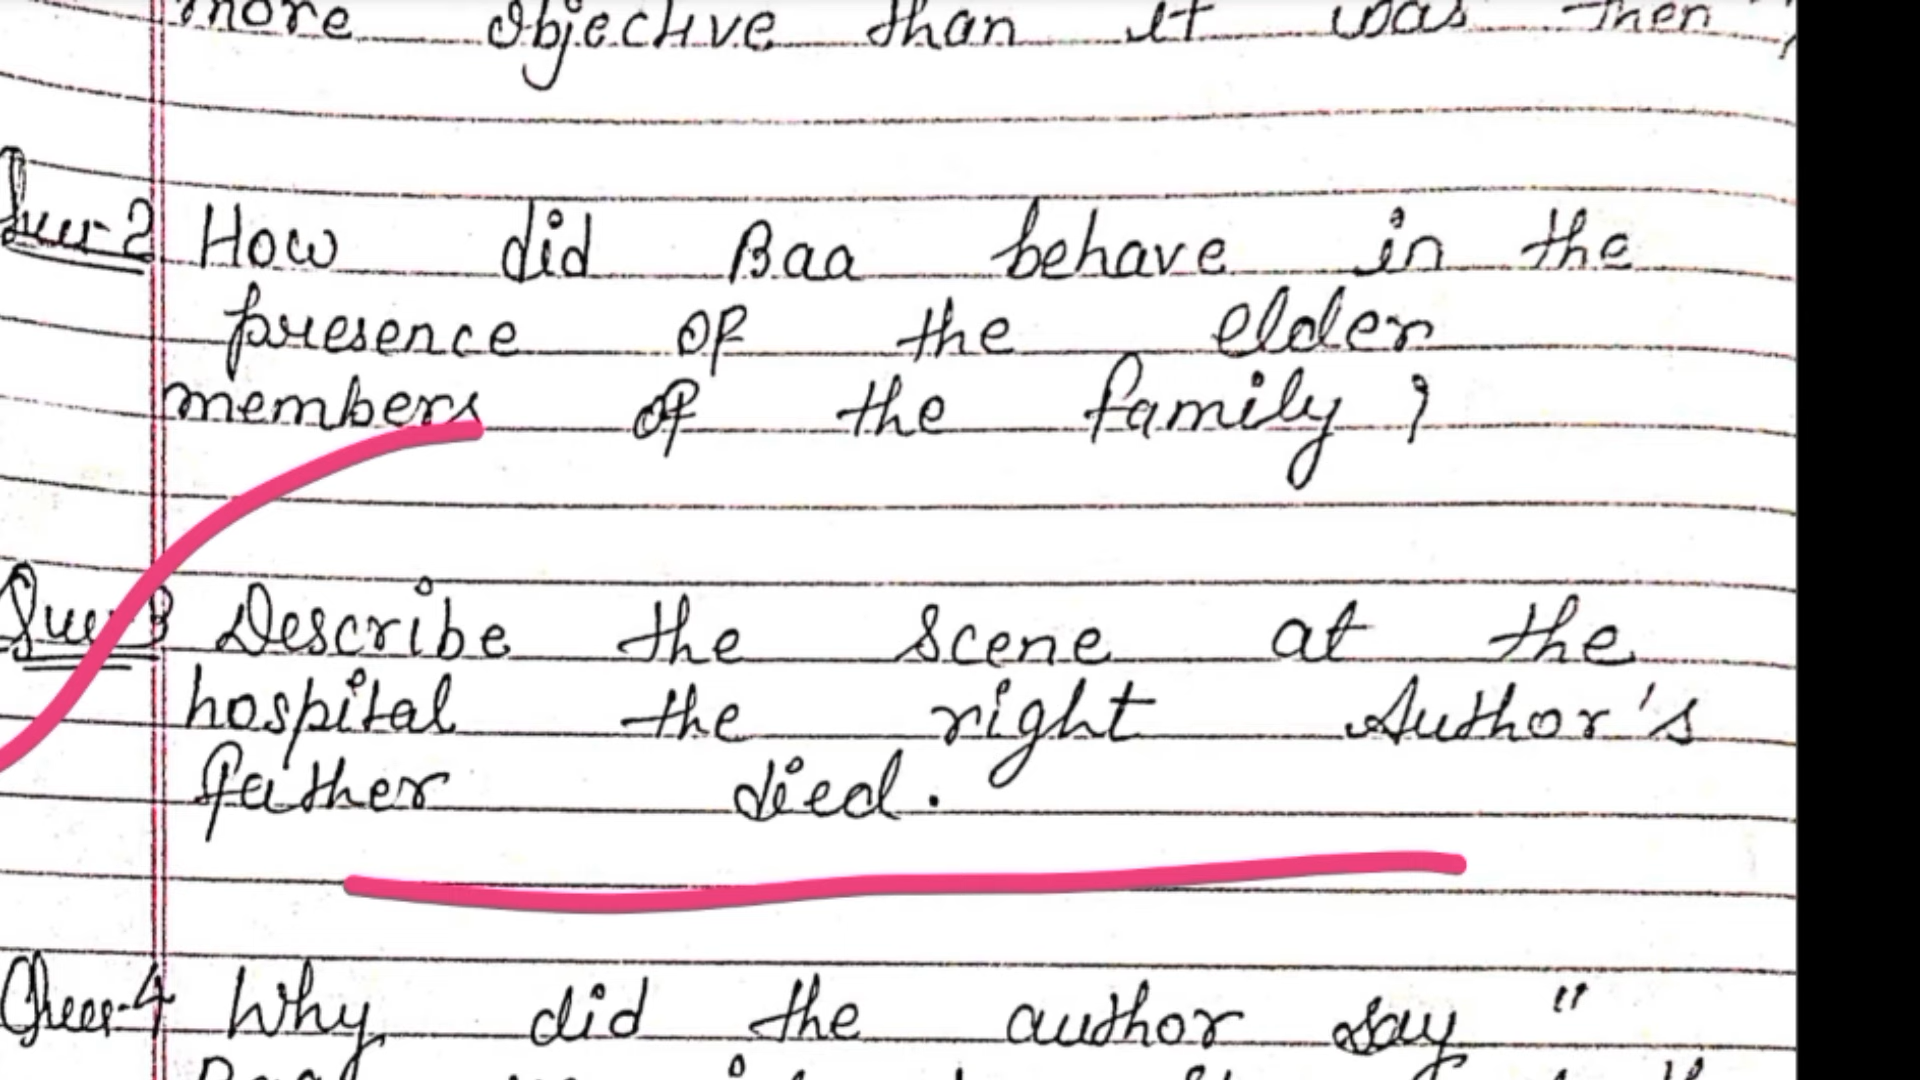 more objective than it was then,
Que-2 How did Baa behave in the
presence of the elder
members of the family?
Que-3 Describe the scene at the
hospital the right Author's
father died.
Que-4 Why did the author say "